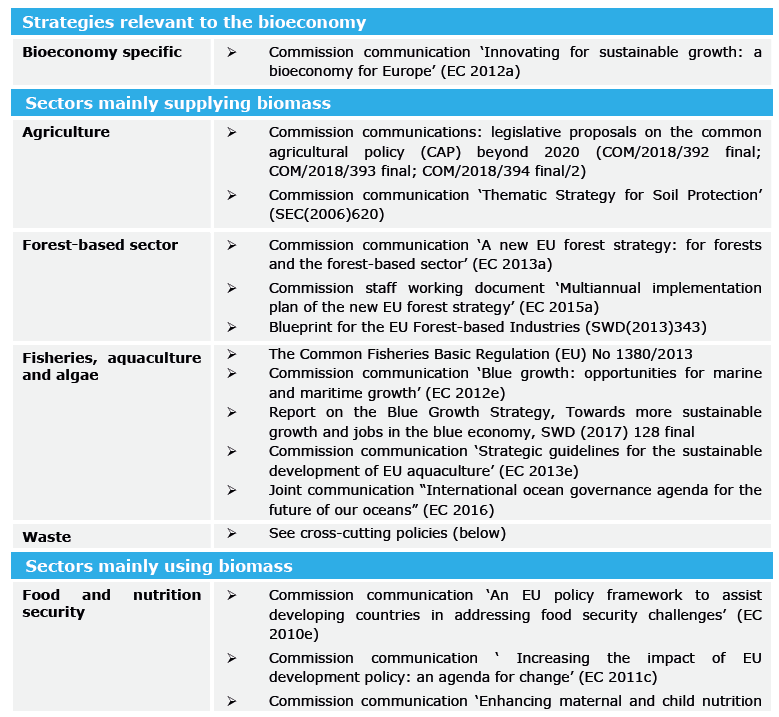 Strategies relevant to the bioeconomy
Bioeconomy specific
➢ Commission communication ‘Innovating for sustainable growth: a
bioeconomy for Europe’ (EC 2012a)
Sectors mainly supplying biomass
Agriculture
➢ Commission communications: legislative proposals on the common
agricultural policy (CAP) beyond 2020 (COM/2018/392 final;
COM/2018/393 final; COM/2018/394 final/2)
➢ Commission communication ‘Thematic Strategy for Soil Protection’
(SEC(2006)620)
Forest-based sector
➢ Commission communication ‘A new EU forest strategy: for forests
and the forest-based sector’ (EC 2013a)
➢ Commission staff working document ‘Multiannual implementation
plan of the new EU forest strategy’ (EC 2015a)
➢ Blueprint for the EU Forest-based Industries (SWD(2013)343)
Fisheries, aquaculture
and algae
➢ The Common Fisheries Basic Regulation (EU) No 1380/2013
➢ Commission communication ‘Blue growth: opportunities for marine
and maritime growth’ (EC 2012e)
➢ Report on the Blue Growth Strategy, Towards more sustainable
growth and jobs in the blue economy, SWD (2017) 128 final
➢ Commission communication ‘Strategic guidelines for the sustainable
development of EU aquaculture’ (EC 2013e)
➢ Joint communication “International ocean governance agenda for the
future of our oceans” (EC 2016)
Waste
➢ See cross-cutting policies (below)
Sectors mainly using biomass
Food and nutrition
security
➢ Commission communication ‘An EU policy framework to assist
developing countries in addressing food security challenges’ (EC
2010e)
➢ Commission communication ‘ Increasing the impact of EU
development policy: an agenda for change’ (EC 2011c)
➢ Commission communication ‘Enhancing maternal and child nutrition